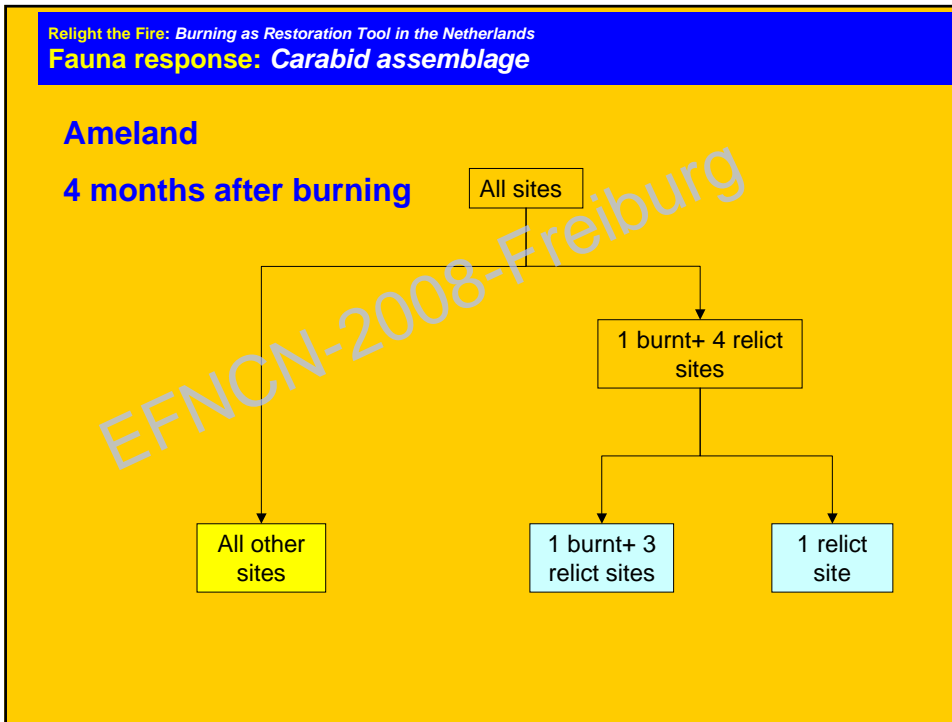 Relight the Fire: Burning as Restoration Tool in the Netherlands
Fauna response: Carabid assemblage
Ameland
4 months after burning
All sites
EFNCN-2008-Freiburg
1 burnt+ 4 relict
sites
All other
sites
1 burnt+ 3
relict sites
1 relict
site